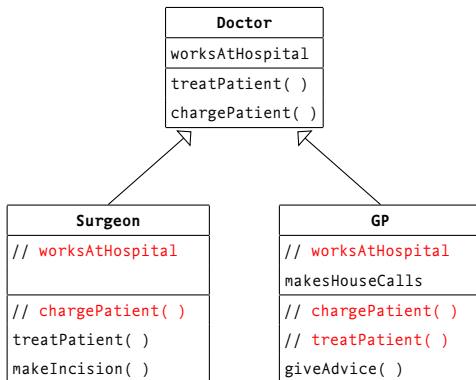 Doctor
worksAtHospital
treatPatient( )
chargePatient( )
Surgeon
// worksAtHospital
// chargePatient( )
treatPatient( )
makeIncision( )
GP
// worksAtHospital
makesHouseCalls
// chargePatient( )
// treatPatient( )
giveAdvice( )